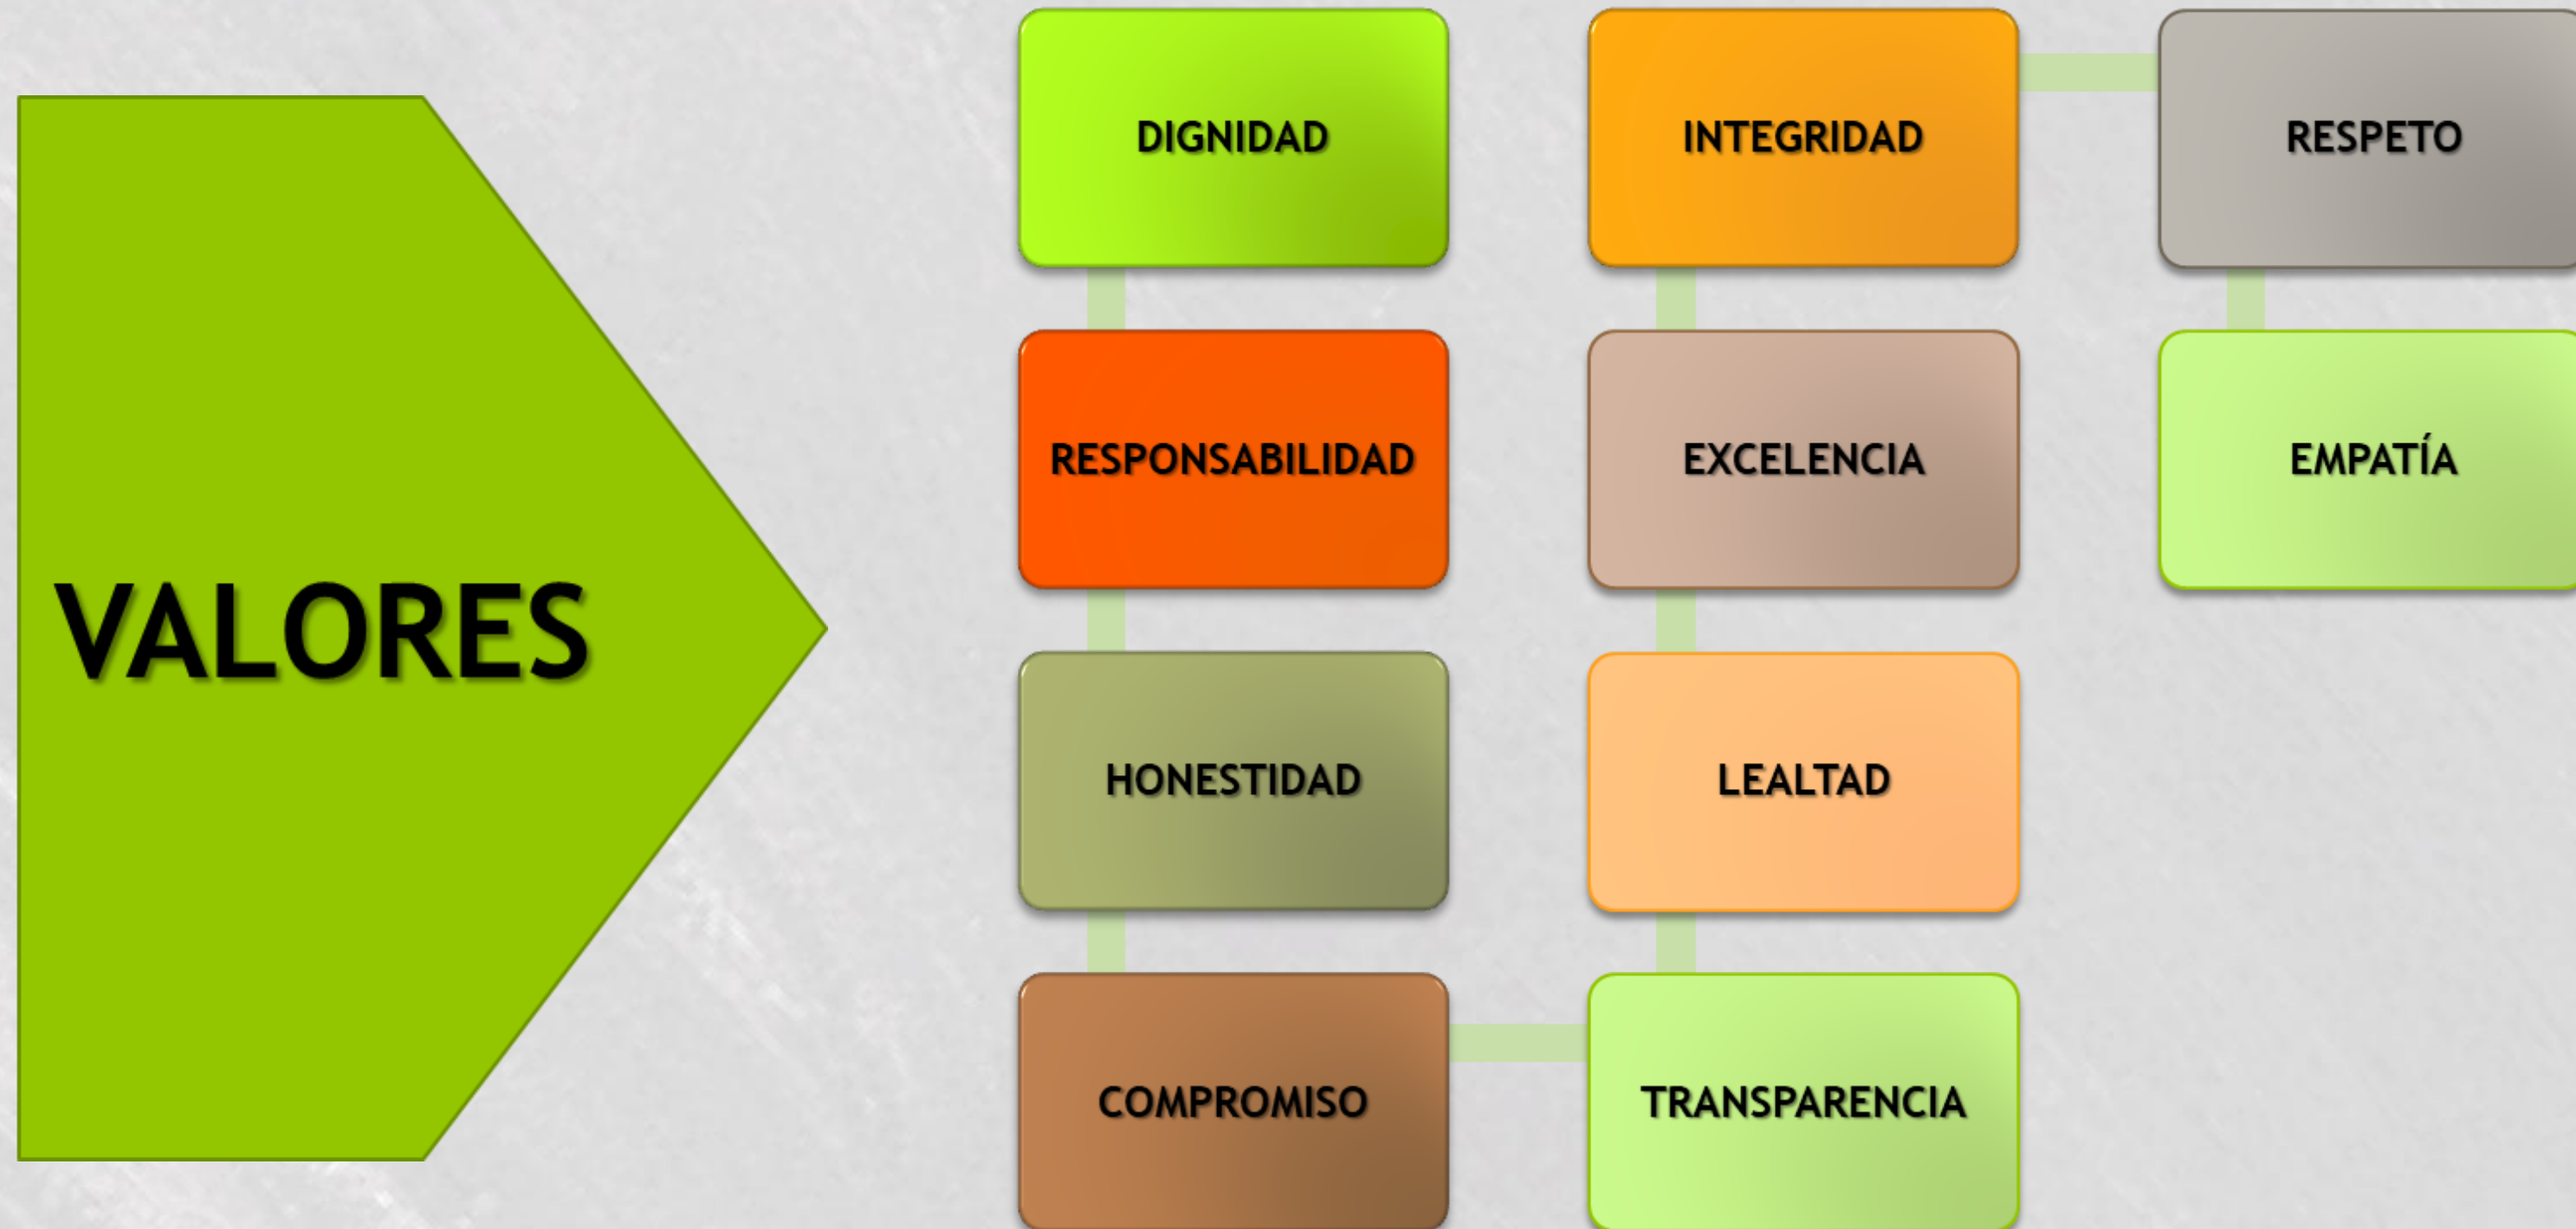 VALORES
DIGNIDAD
RESPONSABILIDAD
HONESTIDAD
COMPROMISO
TRANSPARENCIA
LEALTAD
EXCELENCIA
INTEGRIDAD
RESPETO
EMPATÍA